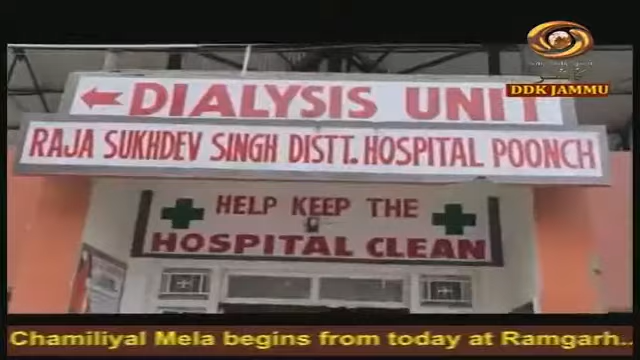 DDK JAMMU
DIALYSIS UNIT
RAJA SUKHDEV SINGH DISTT. HOSPITAL POONCH
HELP KEEP THE
HOSPITAL CLEAN
Chamiliyal Mela begins from today at Ramgarh..